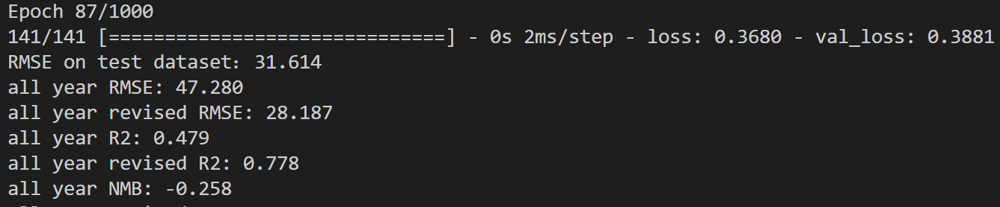 Epoch 87/1000
141/141 [==============================] - 0s 2ms/step - loss: 0.3680 - val_loss: 0.3881
RMSE on test dataset: 31.614
all year RMSE: 47.280
all year revised RMSE: 28.187
all year R2: 0.479
all year revised R2: 0.778
all year NMB: -0.258